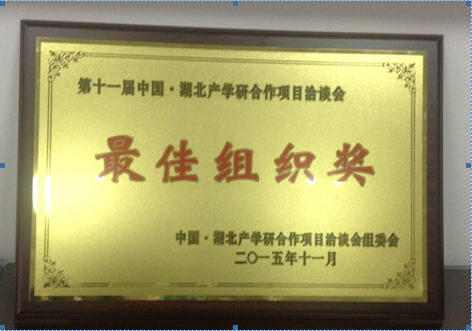 第十一届中国·湖北产学研合作项目洽谈会
最佳组织奖
中国·湖北产学研合作项目洽谈会组委会
二〇一五年十一月